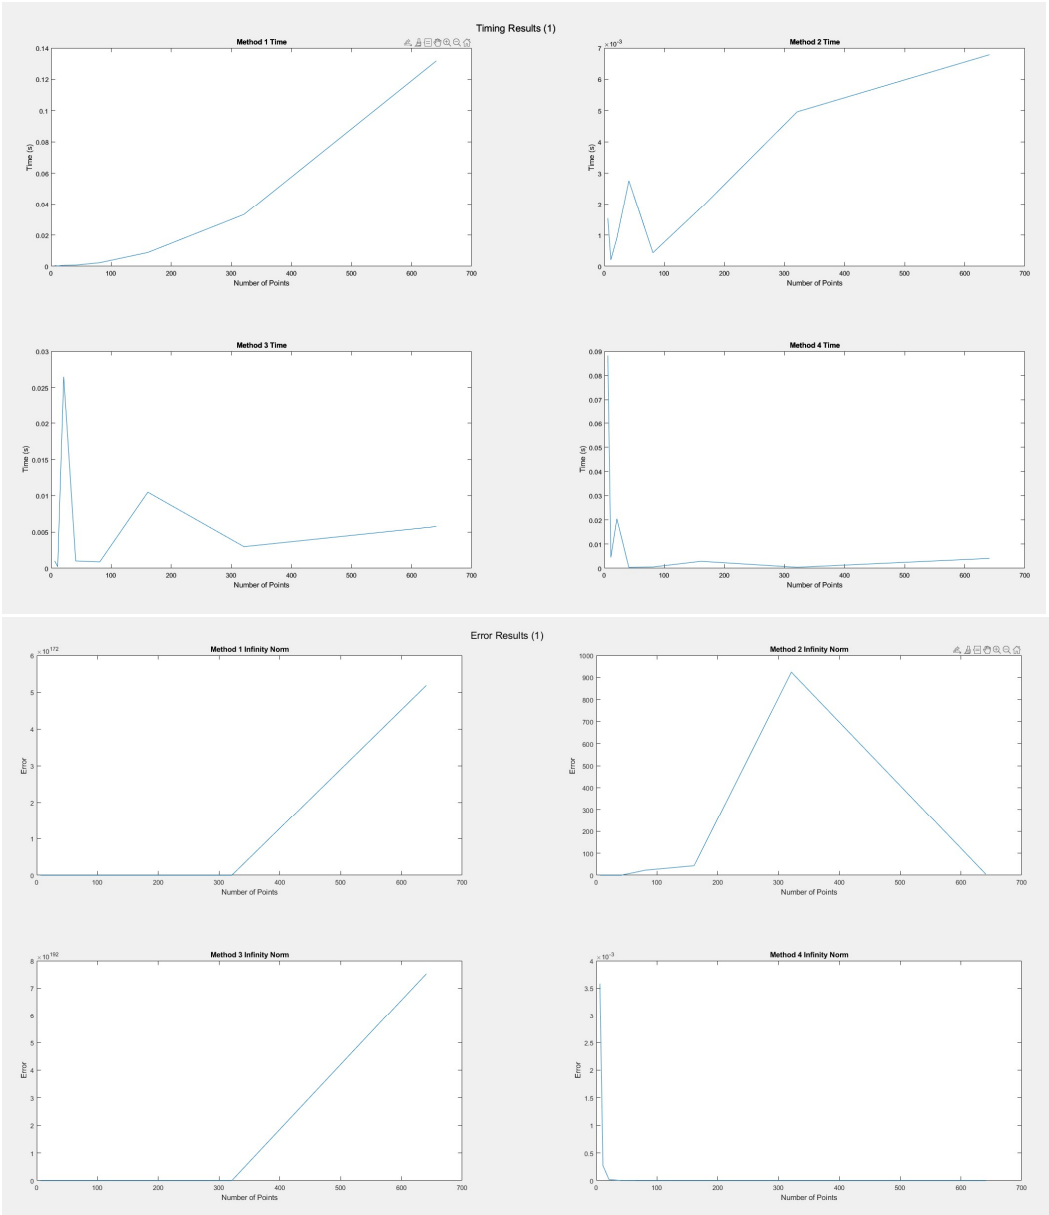 Timing Results (1)
Method 1 Time
Time (s)
0.14
0.12
0.1
0.08
0.06
0.04
0.02
0
0 100 200 300 400 500 600 700
Number of Points
Method 2 Time
×10^-3
Time (s)
7
6
5
4
3
2
1
0
0 100 200 300 400 500 600 700
Number of Points
Method 3 Time
Time (s)
0.03
0.025
0.02
0.015
0.01
0.005
0
0 100 200 300 400 500 600 700
Number of Points
Method 4 Time
Time (s)
0.09
0.08
0.07
0.06
0.05
0.04
0.03
0.02
0.01
0
0 100 200 300 400 500 600 700
Number of Points
Error Results (1)
Method 1 Infinity Norm
×10^172
Error
6
5
4
3
2
1
0
0 100 200 300 400 500 600 700
Number of Points
Method 2 Infinity Norm
Error
1000
900
800
700
600
500
400
300
200
100
0
0 100 200 300 400 500 600 700
Number of Points
Method 3 Infinity Norm
×10^192
Error
8
7
6
5
4
3
2
1
0
0 100 200 300 400 500 600 700
Number of Points
Method 4 Infinity Norm
×10^-3
Error
4
3.5
3
2.5
2
1.5
1
0.5
0
0 100 200 300 400 500 600 700
Number of Points